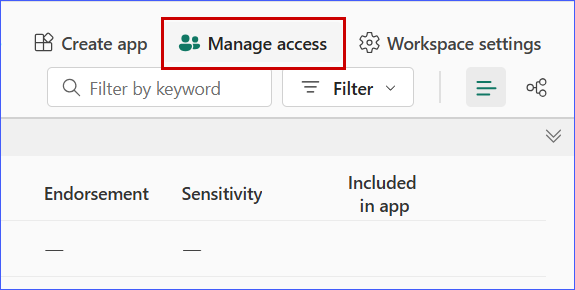 Create app Manage access Workspace settings
Filter by keyword Filter
Endorsement Sensitivity Included
in app
— —